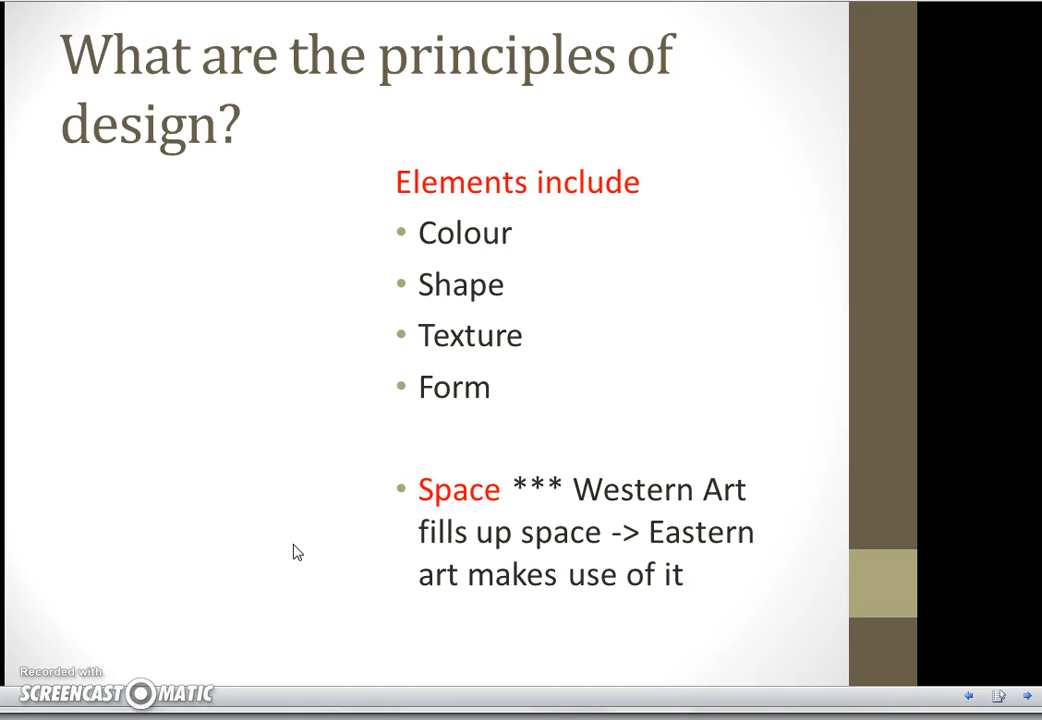 What are the principles of
design?
Elements include
• Colour
• Shape
• Texture
• Form
• Space *** Western Art
fills up space -> Eastern
art makes use of it
Recorded with
SCREENCAST O MATIC